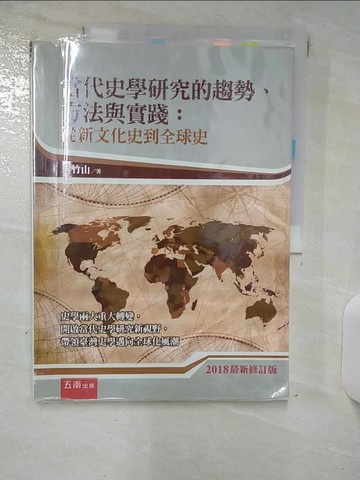 當代史學研究的趨勢、
方法與實踐：
從新文化史到全球史
竹山／著
史學兩大重大轉變，
開啟當代史學研究新視野，
帶領臺灣史學邁向全球化風潮
2018最新修訂版
五南出版